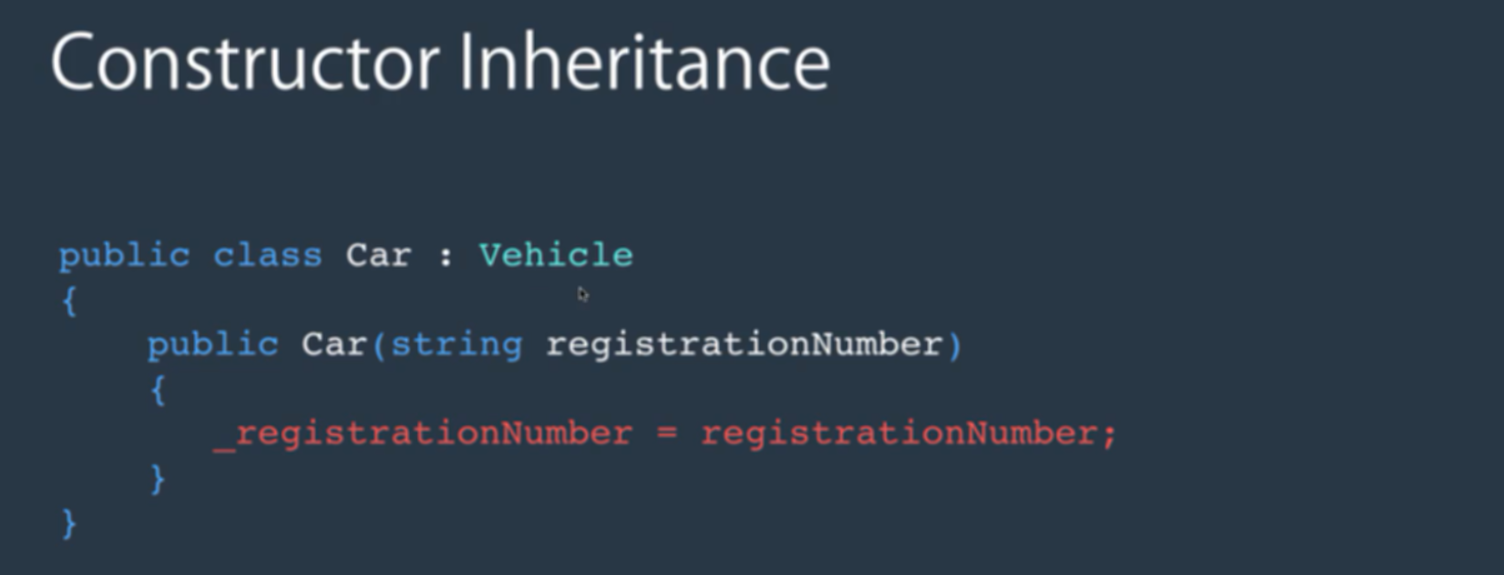 Constructor Inheritance
public class Car : Vehicle
{
    public Car(string registrationNumber)
    {
        _registrationNumber = registrationNumber;
    }
}